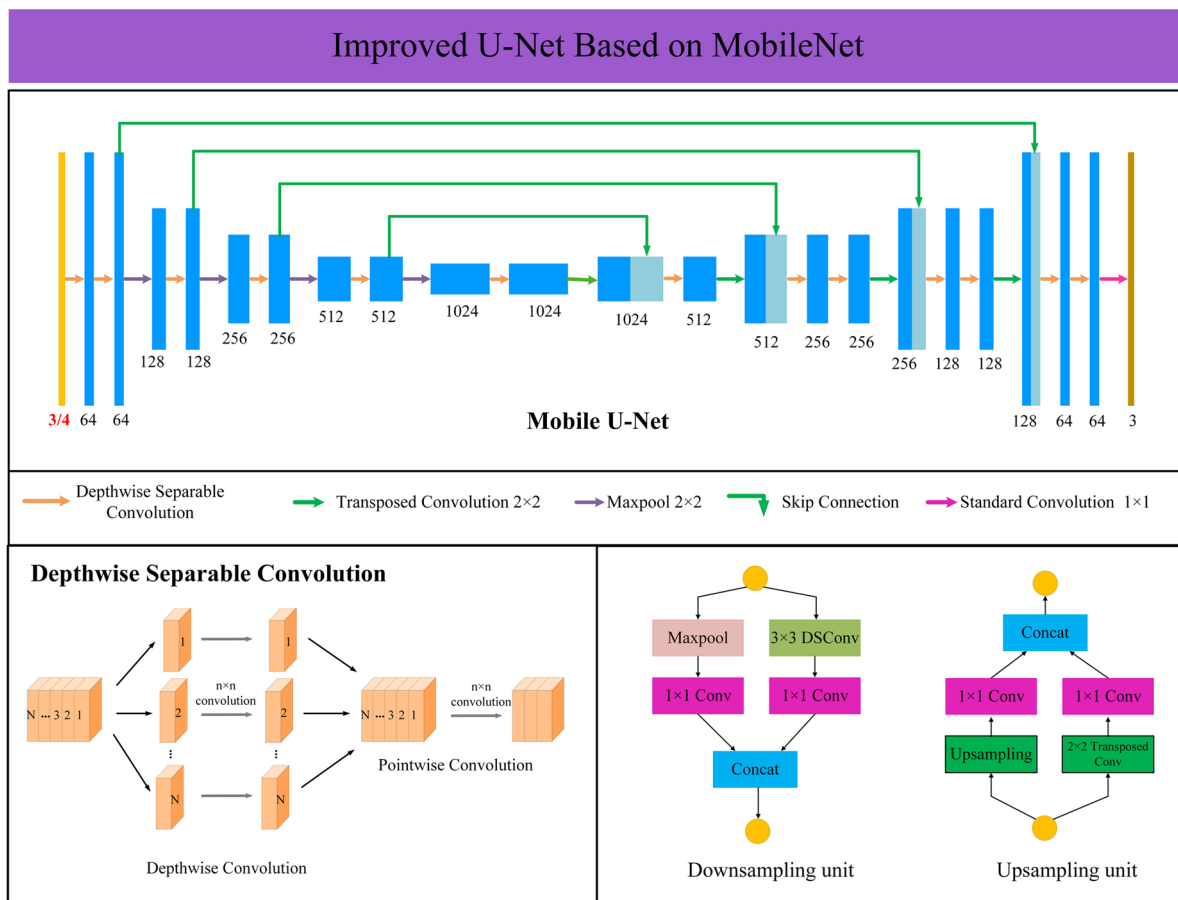 Improved U-Net Based on MobileNet
3/4
64
64
128
128
256
256
512
512
1024
1024
1024
512
512
256
256
256
128
128
128
64
64
3
Mobile U-Net
Depthwise Separable
Convolution
Transposed Convolution 2×2
Maxpool 2×2
Skip Connection
Standard Convolution 1×1
Depthwise Separable Convolution
N ... 3 2 1
1
1
2
n×n
convolution
2
...
...
N
N
N ... 3 2 1
n×n
convolution
Pointwise Convolution
Depthwise Convolution
Maxpool
3×3 DSConv
1×1 Conv
1×1 Conv
Concat
Downsampling unit
Concat
1×1 Conv
1×1 Conv
Upsampling
2×2 Transposed
Conv
Upsampling unit